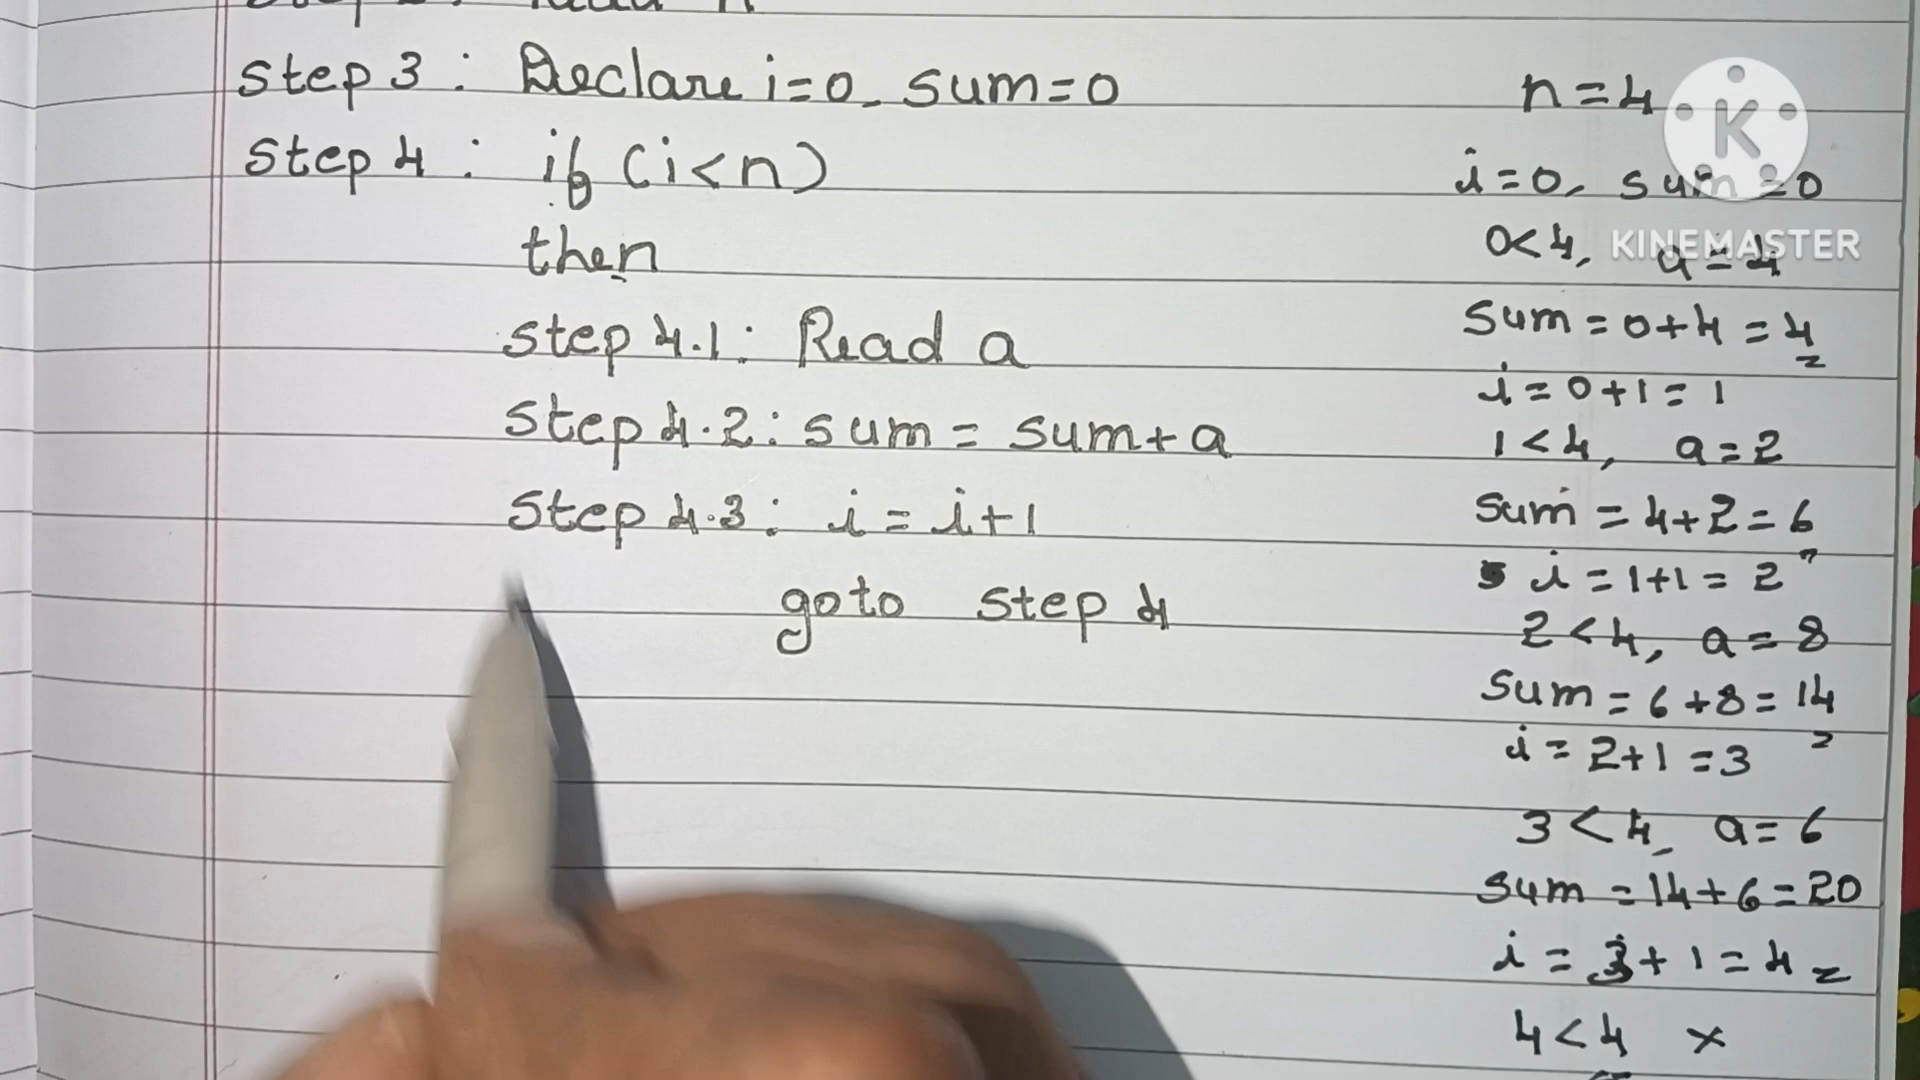 Step 3 : Declare i=0, sum=0
Step 4 : if (i<n)
then
Step 4.1 : Read a
Step 4.2 : sum = sum+a
Step 4.3 : i = i+1
goto step 4
n=4
i=0, sum=0
0<4, a=4
Sum = 0+4 = 4
i = 0+1 = 1
1<4, a=2
Sum = 4+2=6
i = 1+1 = 2
2<4, a=8
Sum = 6+8=14
i = 2+1 = 3
3<4, a=6
Sum = 14+6=20
i = 3+1=4
4<4 x
K
KINEMASTER